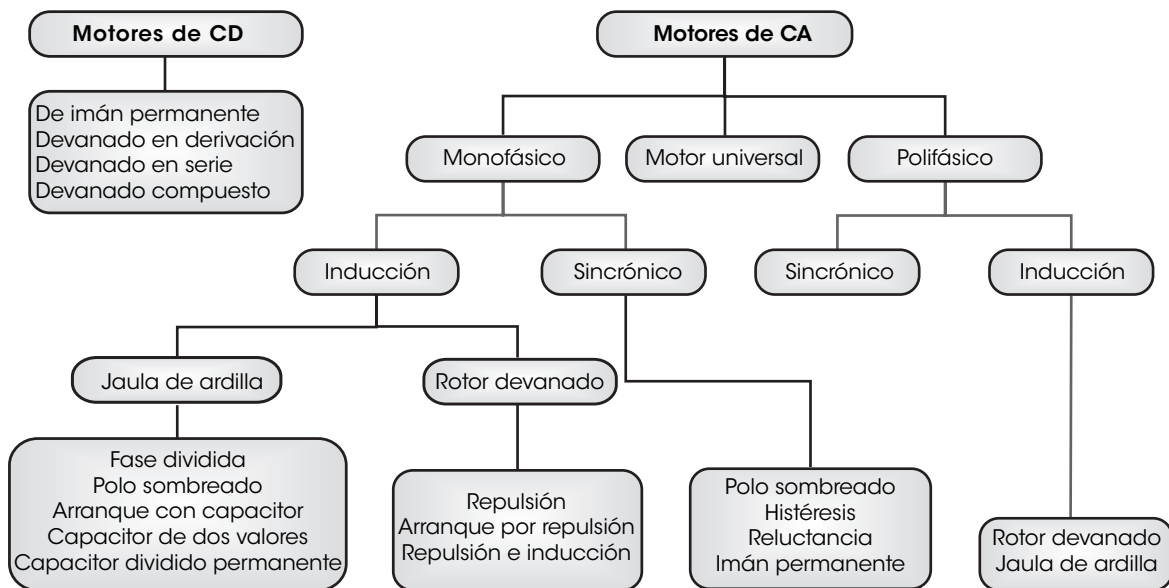 Motores de CD
De imán permanente
Devanado en derivación
Devanado en serie
Devanado compuesto
Motores de CA
Monofásico
Motor universal
Polifásico
Inducción
Sincrónico
Sincrónico
Inducción
Jaula de ardilla
Rotor devanado
Fase dividida
Polo sombreado
Arranque con capacitor
Capacitor de dos valores
Capacitor dividido permanente
Repulsión
Arranque por repulsión
Repulsión e inducción
Polo sombreado
Histéresis
Reluctancia
Imán permanente
Rotor devanado
Jaula de ardilla